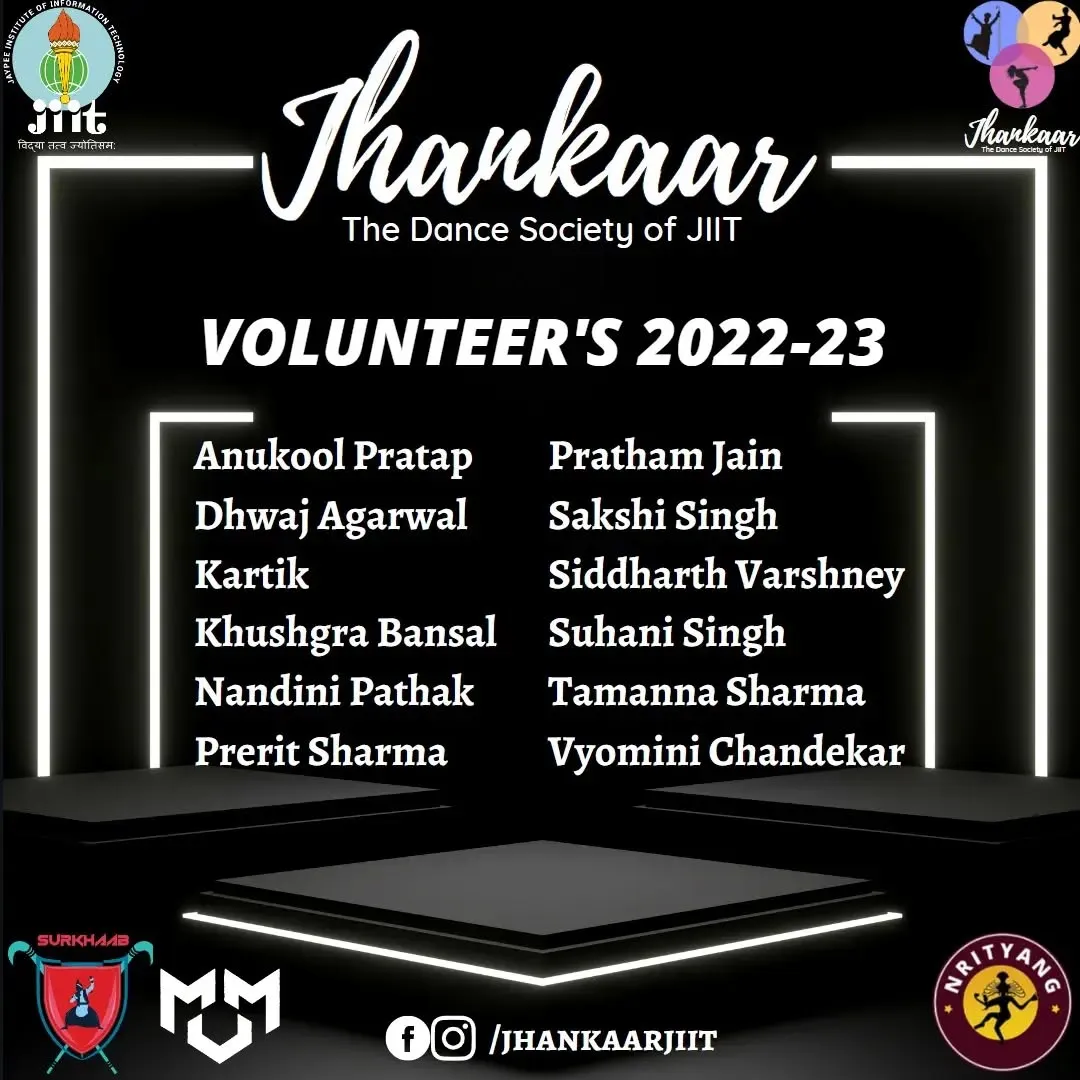 JAYPEE INSTITUTE OF INFORMATION TECHNOLOGY
jiit
विद्या तत्व ज्योतिसम:
Jhankaar
The Dance Society of JIIT
Jhankaar
The Dance Society of JIIT
VOLUNTEER'S 2022-23
Anukool Pratap
Dhwaj Agarwal
Kartik
Khushgra Bansal
Nandini Pathak
Prerit Sharma
Pratham Jain
Sakshi Singh
Siddharth Varshney
Suhani Singh
Tamanna Sharma
Vyomini Chandekar
SURKHAAB
MUM
/JHANKAARJIIT
NRITYANG